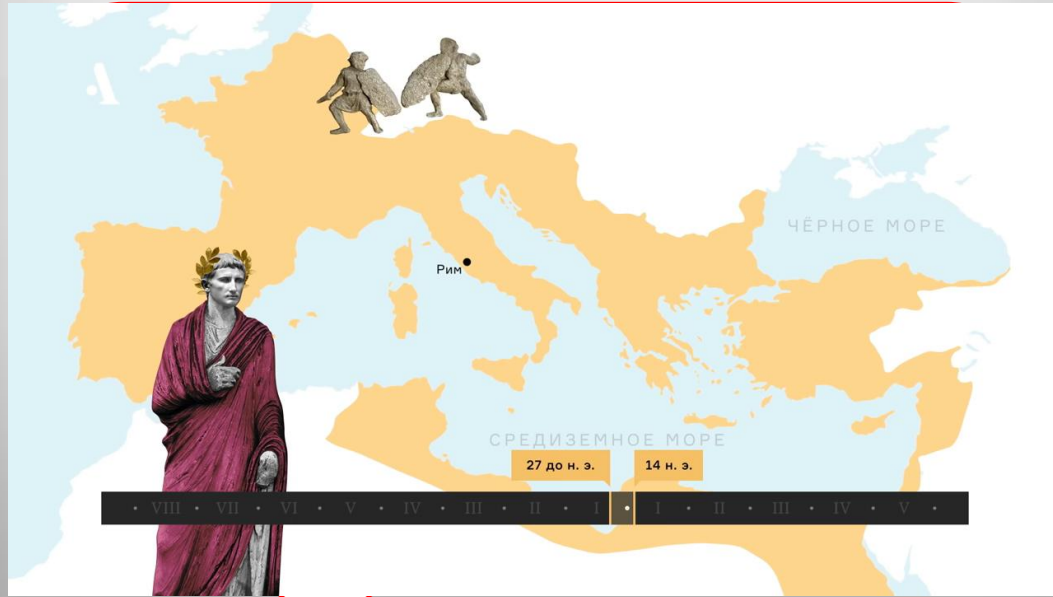 ЧЁРНОЕ МОРЕ
Рим
СРЕДИЗЕМНОЕ МОРЕ
27 до н. э.
14 н. э.
• VIII • VII • VI • V • IV • III • II • I • I • II • III • IV • V •